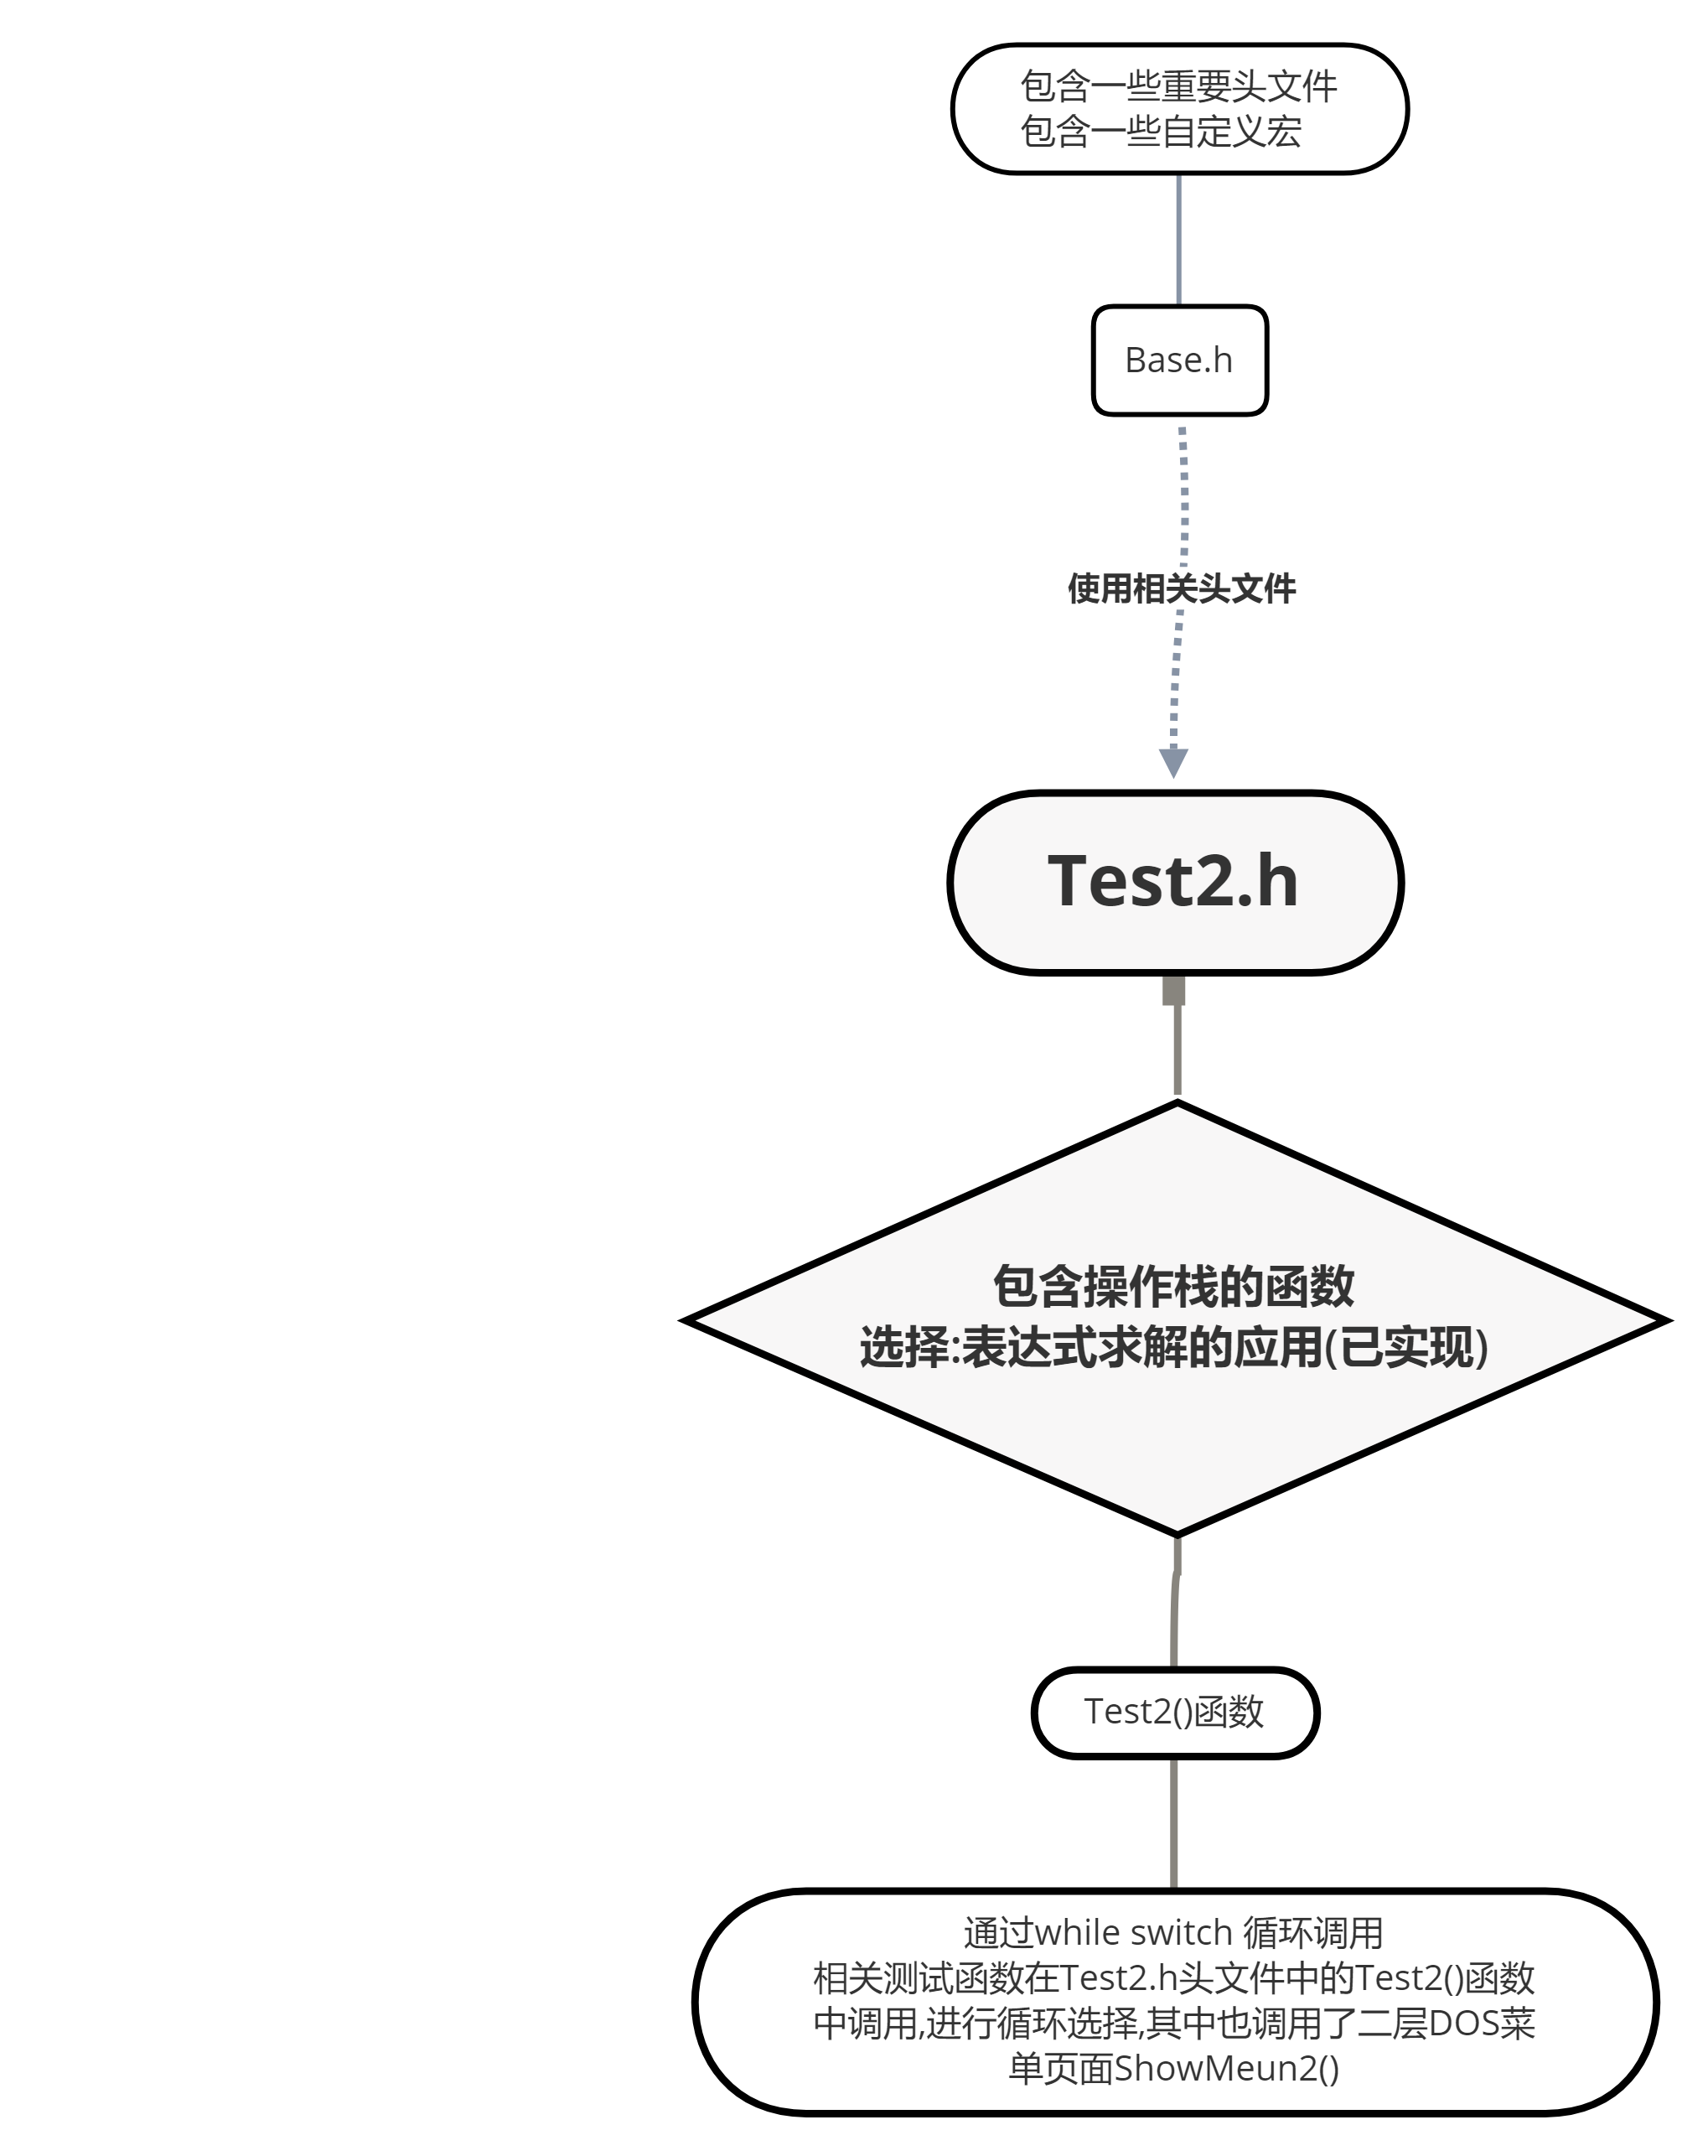 包含一些重要头文件
包含一些自定义宏
Base.h
使用相关头文件
Test2.h
包含操作栈的函数
选择:表达式求解的应用(已实现)
Test2()函数
通过while switch 循环调用
相关测试函数在Test2.h头文件中的Test2()函数
中调用,进行循环选择,其中也调用了二层DOS菜
单页面ShowMeun2()